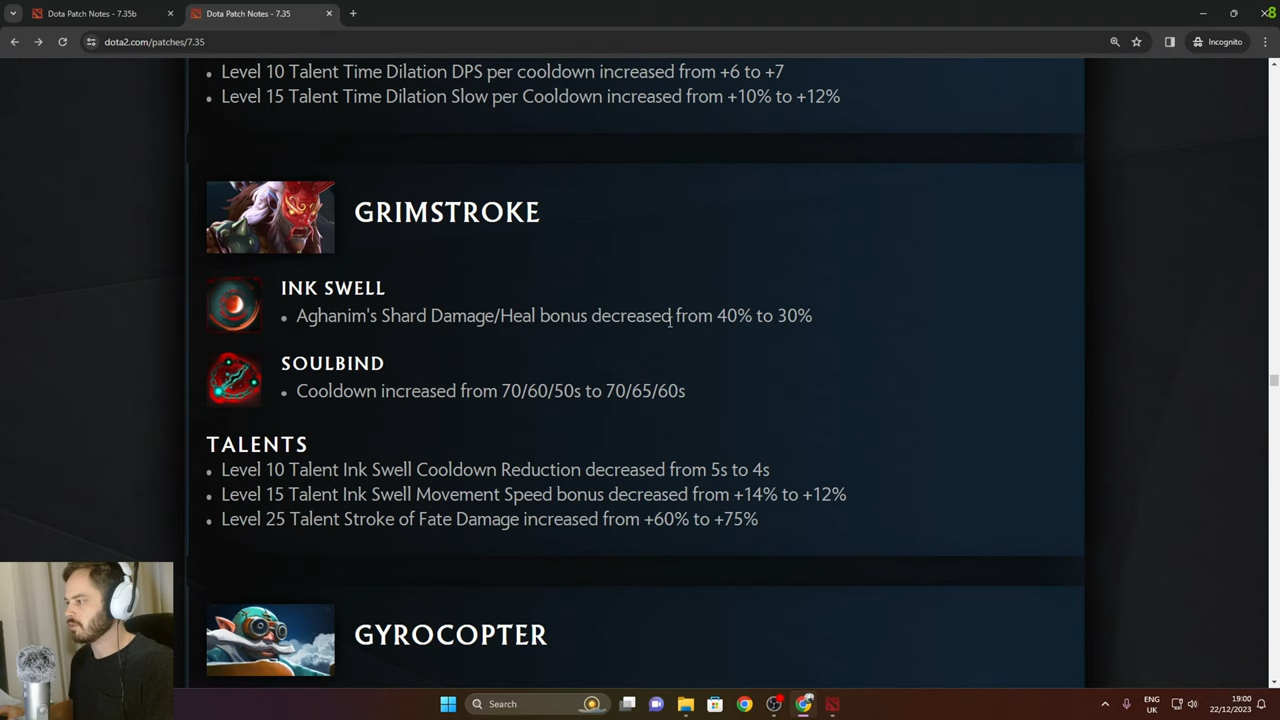 Dota Patch Notes - 7.35b
Dota Patch Notes - 7.35
8
dota2.com/patches/7.35
Incognito
Level 10 Talent Time Dilation DPS per cooldown increased from +6 to +7
Level 15 Talent Time Dilation Slow per Cooldown increased from +10% to +12%
GRIMSTROKE
INK SWELL
Aghanim's Shard Damage/Heal bonus decreased from 40% to 30%
SOULBIND
Cooldown increased from 70/60/50s to 70/65/60s
TALENTS
Level 10 Talent Ink Swell Cooldown Reduction decreased from 5s to 4s
Level 15 Talent Ink Swell Movement Speed bonus decreased from +14% to +12%
Level 25 Talent Stroke of Fate Damage increased from +60% to +75%
GYROCOPTER
Search
ENG
UK
19:00
22/12/2023